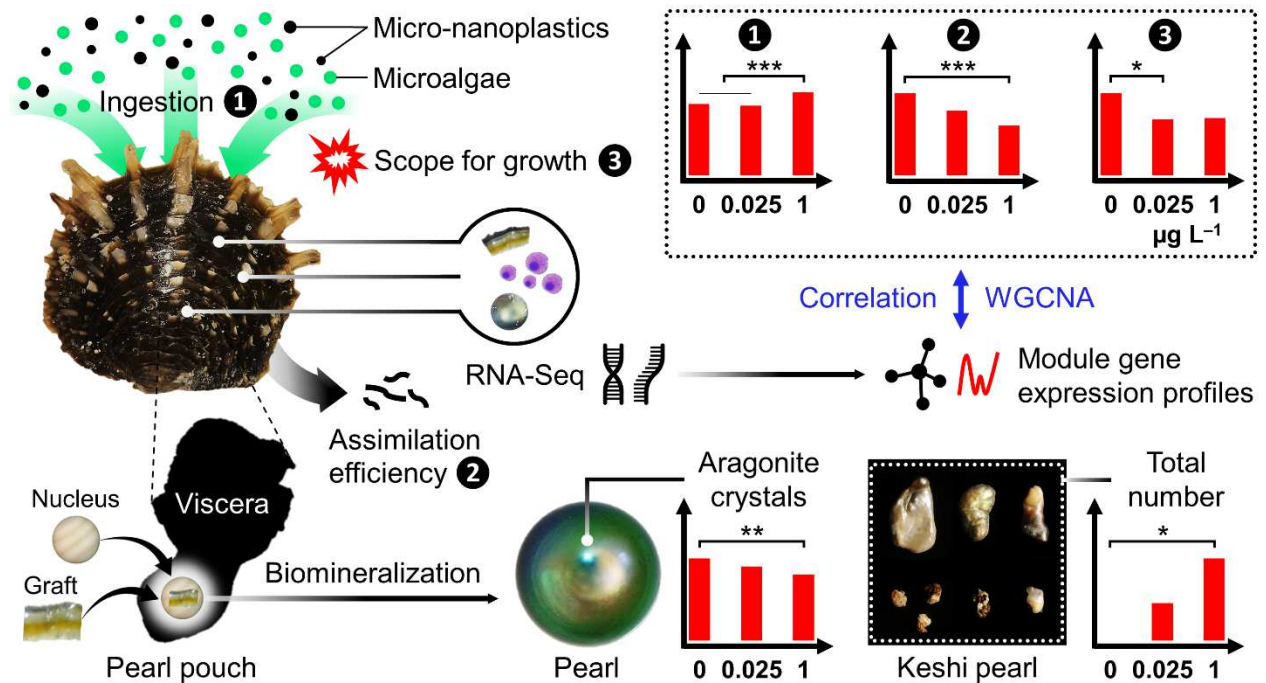 Micro-nanoplastics
Microalgae
Ingestion 1
Scope for growth 3
1
***
0 0.025 1
2
***
0 0.025 1
3
*
0 0.025 1
µg L⁻¹
Correlation WGCNA
RNA-Seq
Module gene
expression profiles
Assimilation
efficiency 2
Nucleus
Viscera
Graft
Biomineralization
Pearl pouch
Pearl
Aragonite
crystals
**
0 0.025 1
Keshi pearl
Total
number
*
0 0.025 1